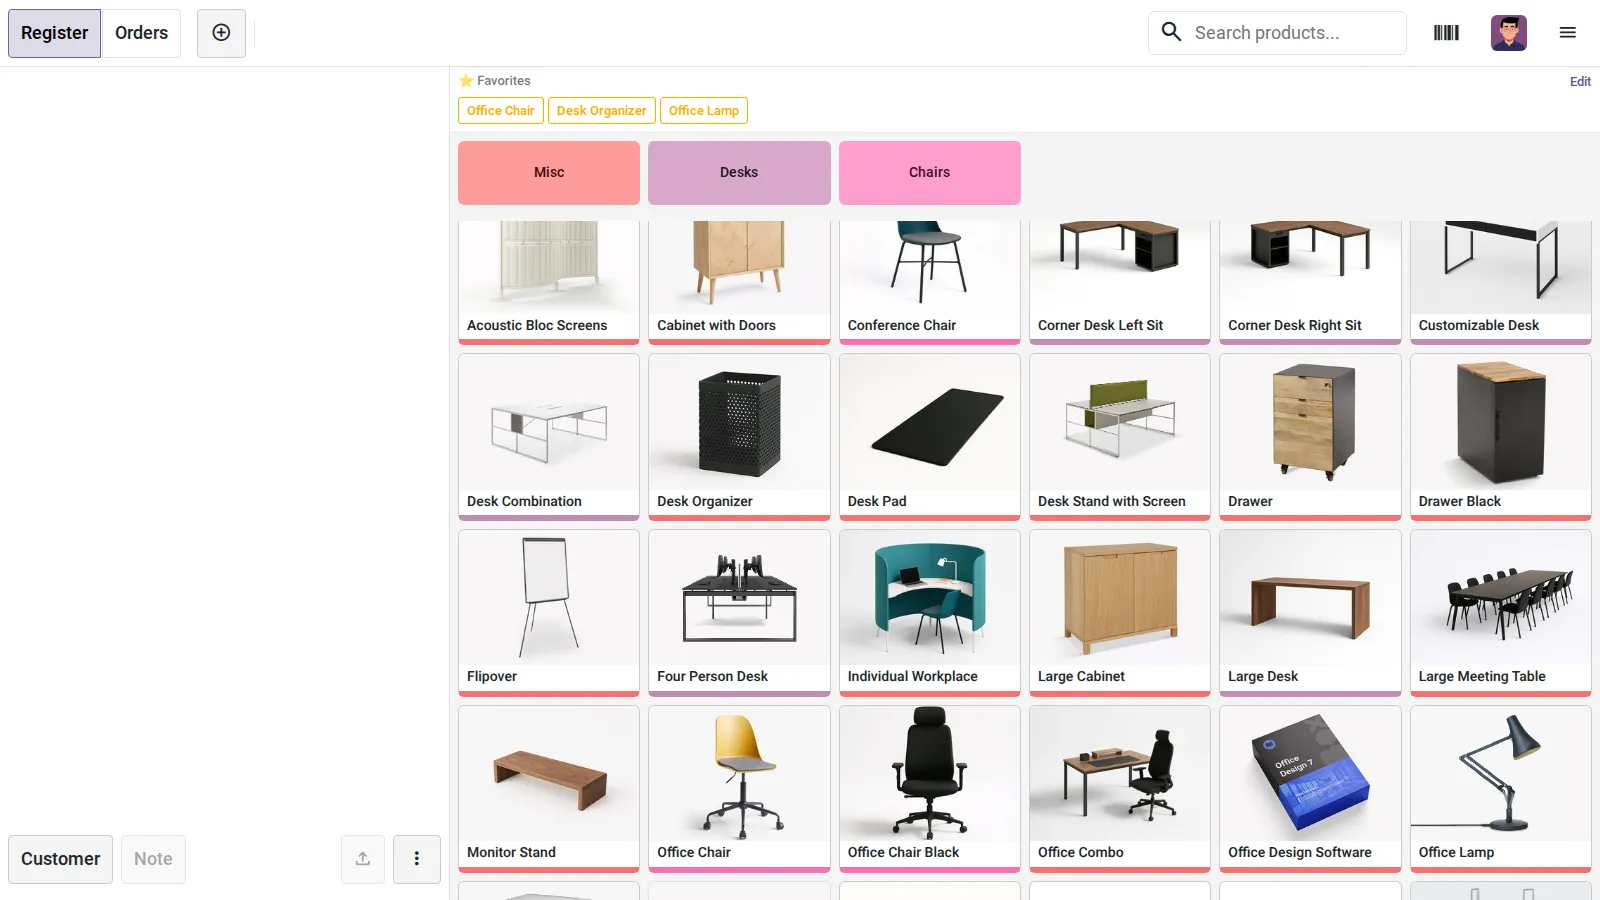 Register
Orders
Search products...
Favorites
Edit
Office Chair
Desk Organizer
Office Lamp
Misc
Desks
Chairs
Acoustic Bloc Screens
Cabinet with Doors
Conference Chair
Corner Desk Left Sit
Corner Desk Right Sit
Customizable Desk
Desk Combination
Desk Organizer
Desk Pad
Desk Stand with Screen
Drawer
Drawer Black
Flipover
Four Person Desk
Individual Workplace
Large Cabinet
Large Desk
Large Meeting Table
Office
Design 7
Monitor Stand
Office Chair
Office Chair Black
Office Combo
Office Design Software
Office Lamp
Customer
Note